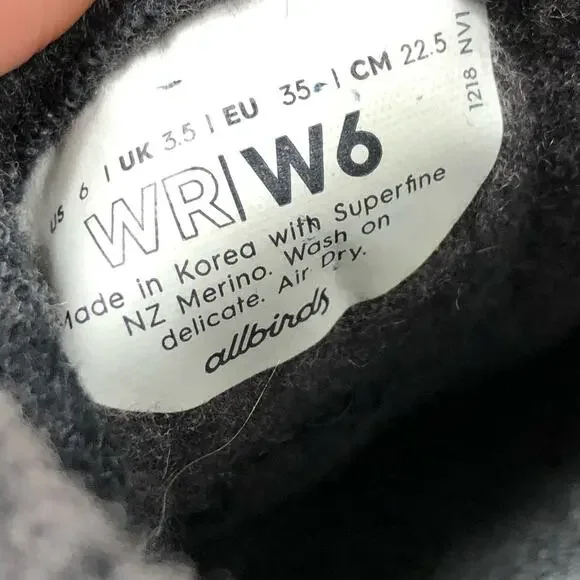 US 6 | UK 3.5 | EU 35 | CM 22.5
WR|W6
Made in Korea with Superfine
NZ Merino. Wash on
delicate. Air Dry.
allbirds
1218 NV1